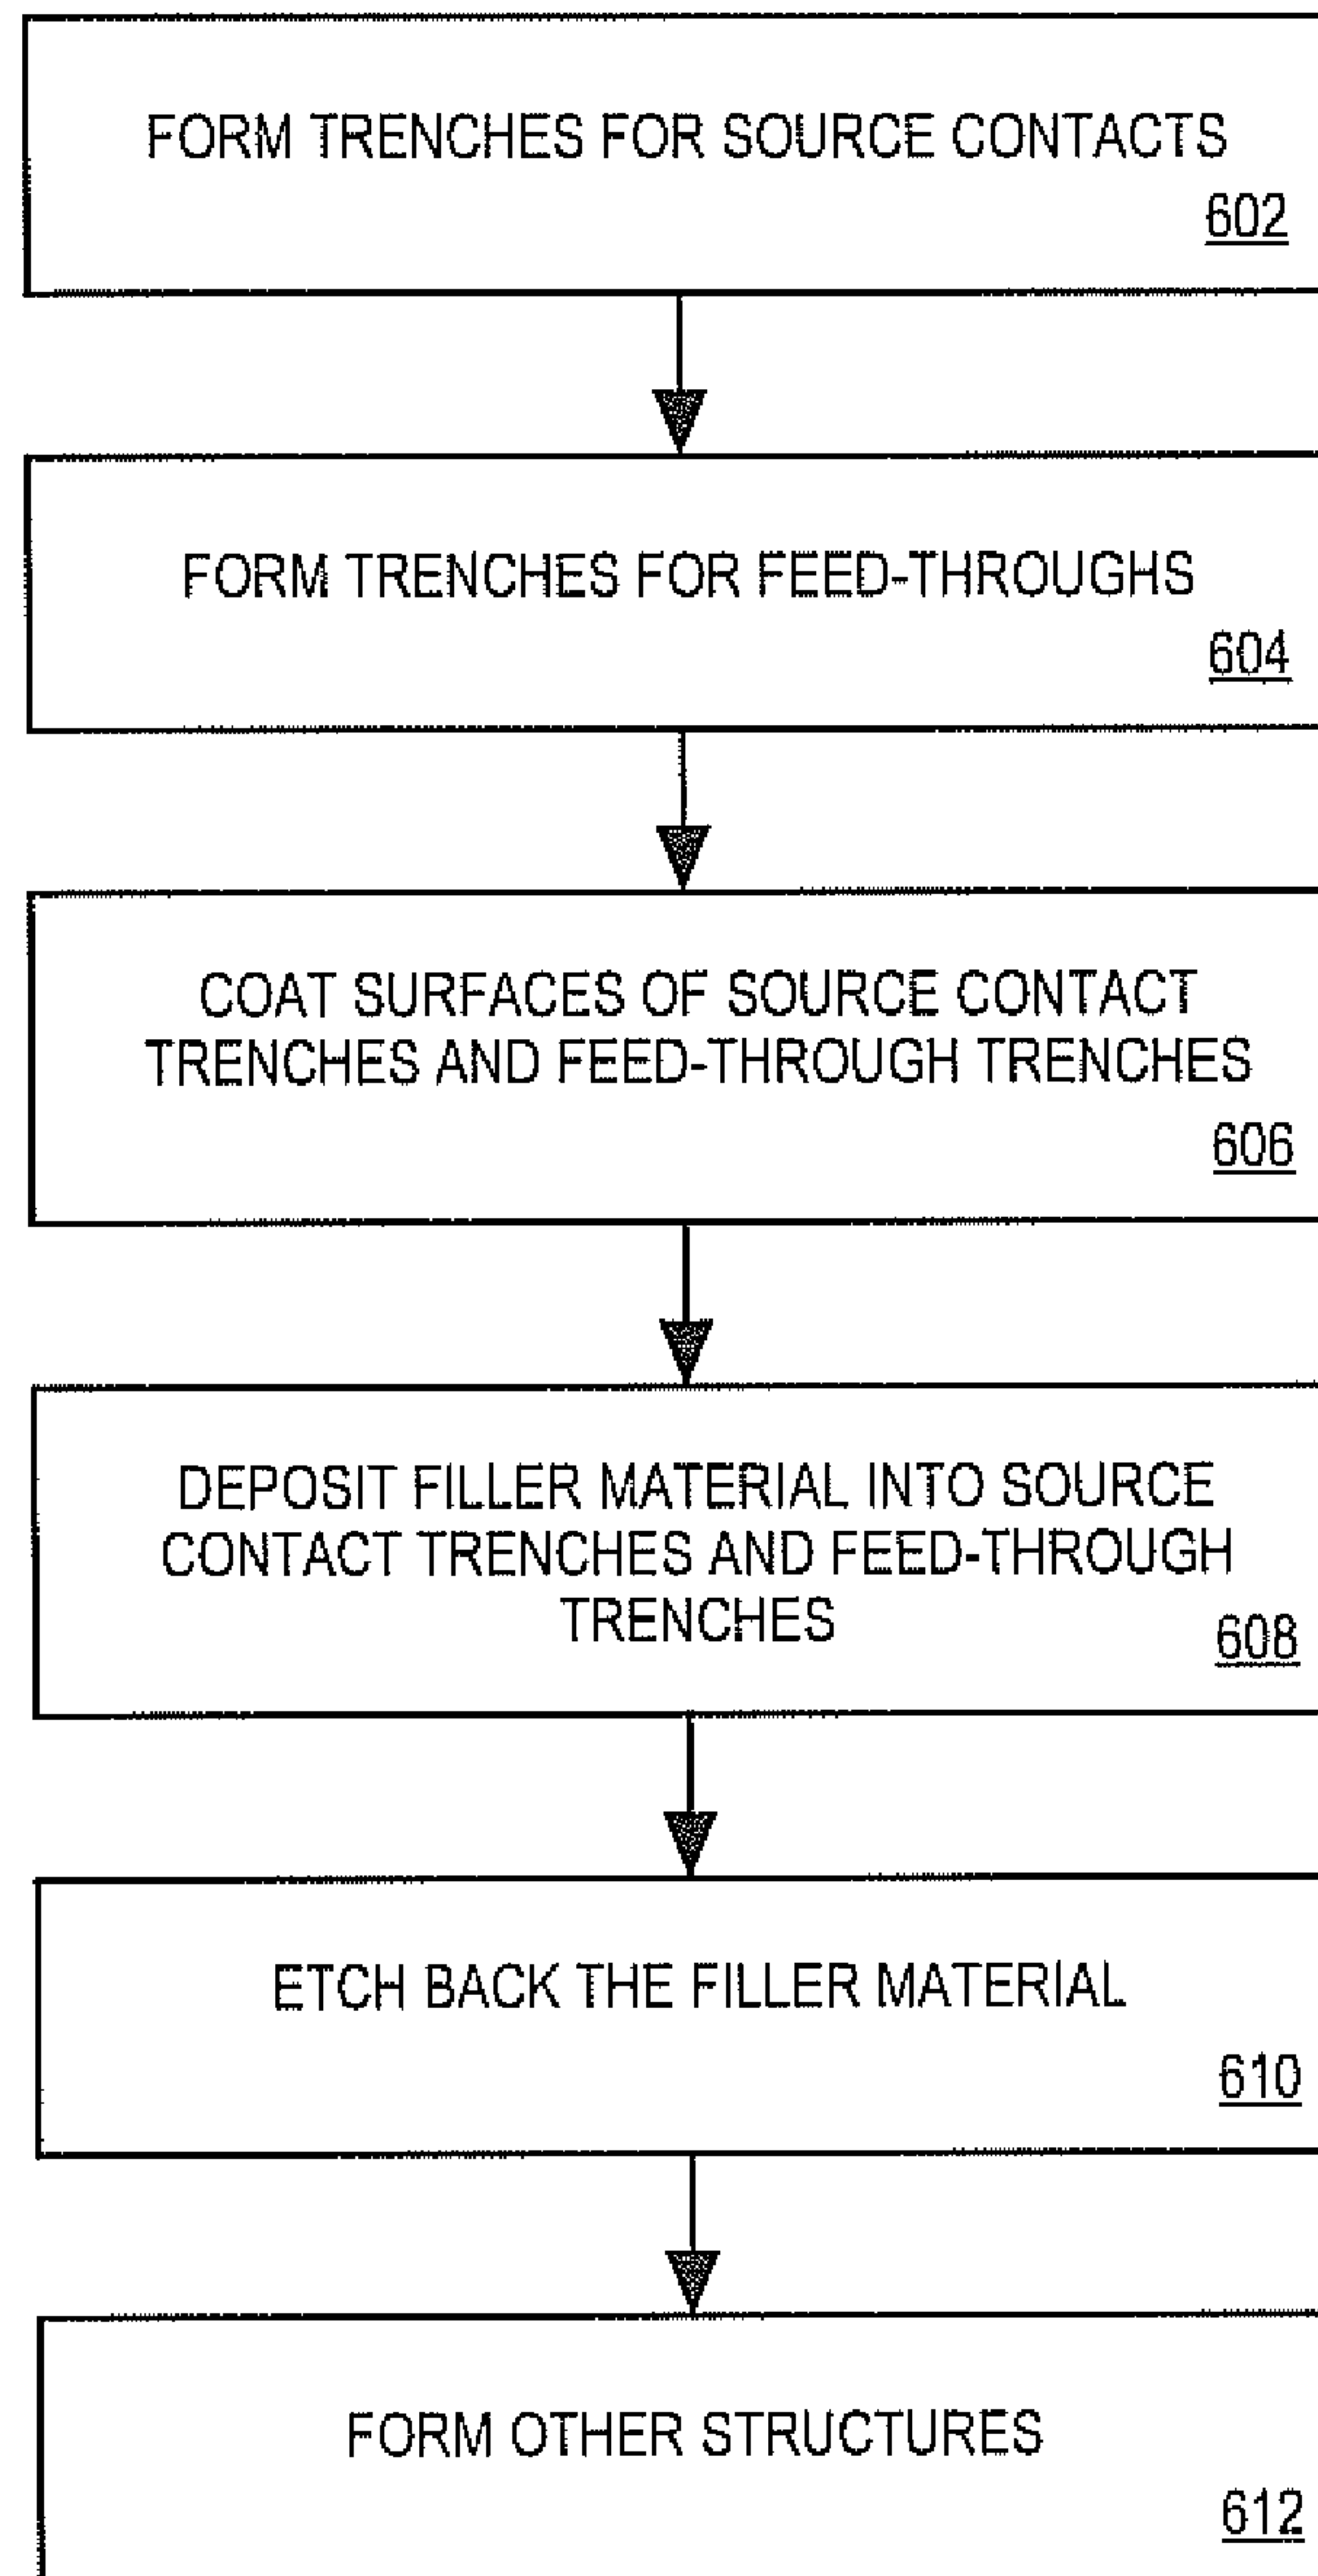 FORM TRENCHES FOR SOURCE CONTACTS
602
FORM TRENCHES FOR FEED-THROUGHS
604
COAT SURFACES OF SOURCE CONTACT
TRENCHES AND FEED-THROUGH TRENCHES
606
DEPOSIT FILLER MATERIAL INTO SOURCE
CONTACT TRENCHES AND FEED-THROUGH
TRENCHES
608
ETCH BACK THE FILLER MATERIAL
610
FORM OTHER STRUCTURES
612